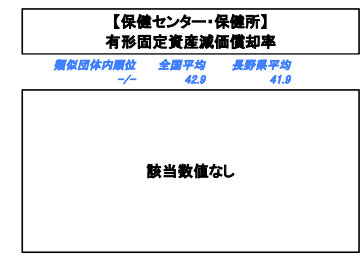 【保健センター・保健所】
有形固定資産減価償却率
類似団体内順位 全国平均 長野県平均
-/- 42.9 41.9
該当数値なし